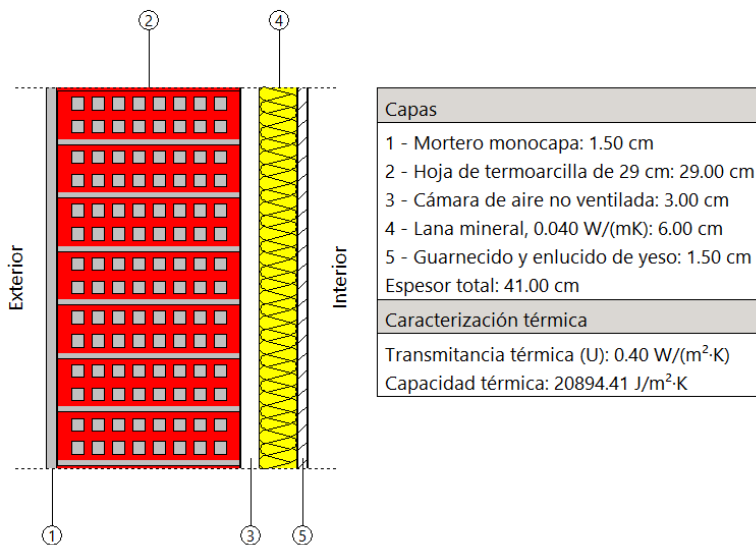 2
4
Exterior
Interior
1
3
5
Capas
1 - Mortero monocapa: 1.50 cm
2 - Hoja de termoarcilla de 29 cm: 29.00 cm
3 - Cámara de aire no ventilada: 3.00 cm
4 - Lana mineral, 0.040 W/(mK): 6.00 cm
5 - Guarnecido y enlucido de yeso: 1.50 cm
Espesor total: 41.00 cm
Caracterización térmica
Transmitancia térmica (U): 0.40 W/(m²·K)
Capacidad térmica: 20894.41 J/m²·K